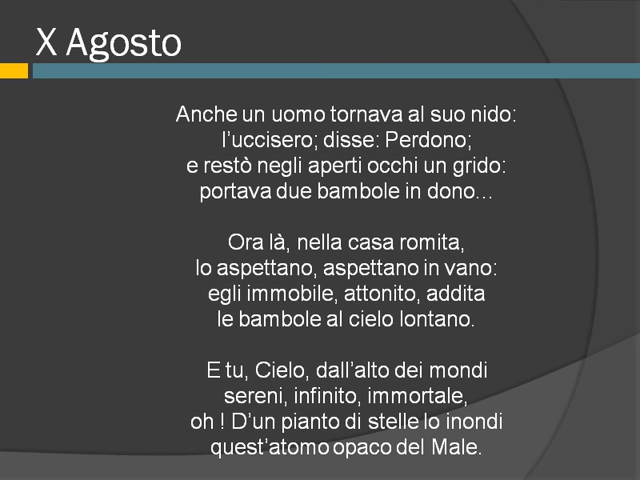 X Agosto
Anche un uomo tornava al suo nido:
l'uccisero; disse: Perdono;
e restò negli aperti occhi un grido:
portava due bambole in dono...
Ora là, nella casa romita,
lo aspettano, aspettano in vano:
egli immobile, attonito, addita
le bambole al cielo lontano.
E tu, Cielo, dall'alto dei mondi
sereni, infinito, immortale,
oh ! D'un pianto di stelle lo inondi
quest'atomo opaco del Male.